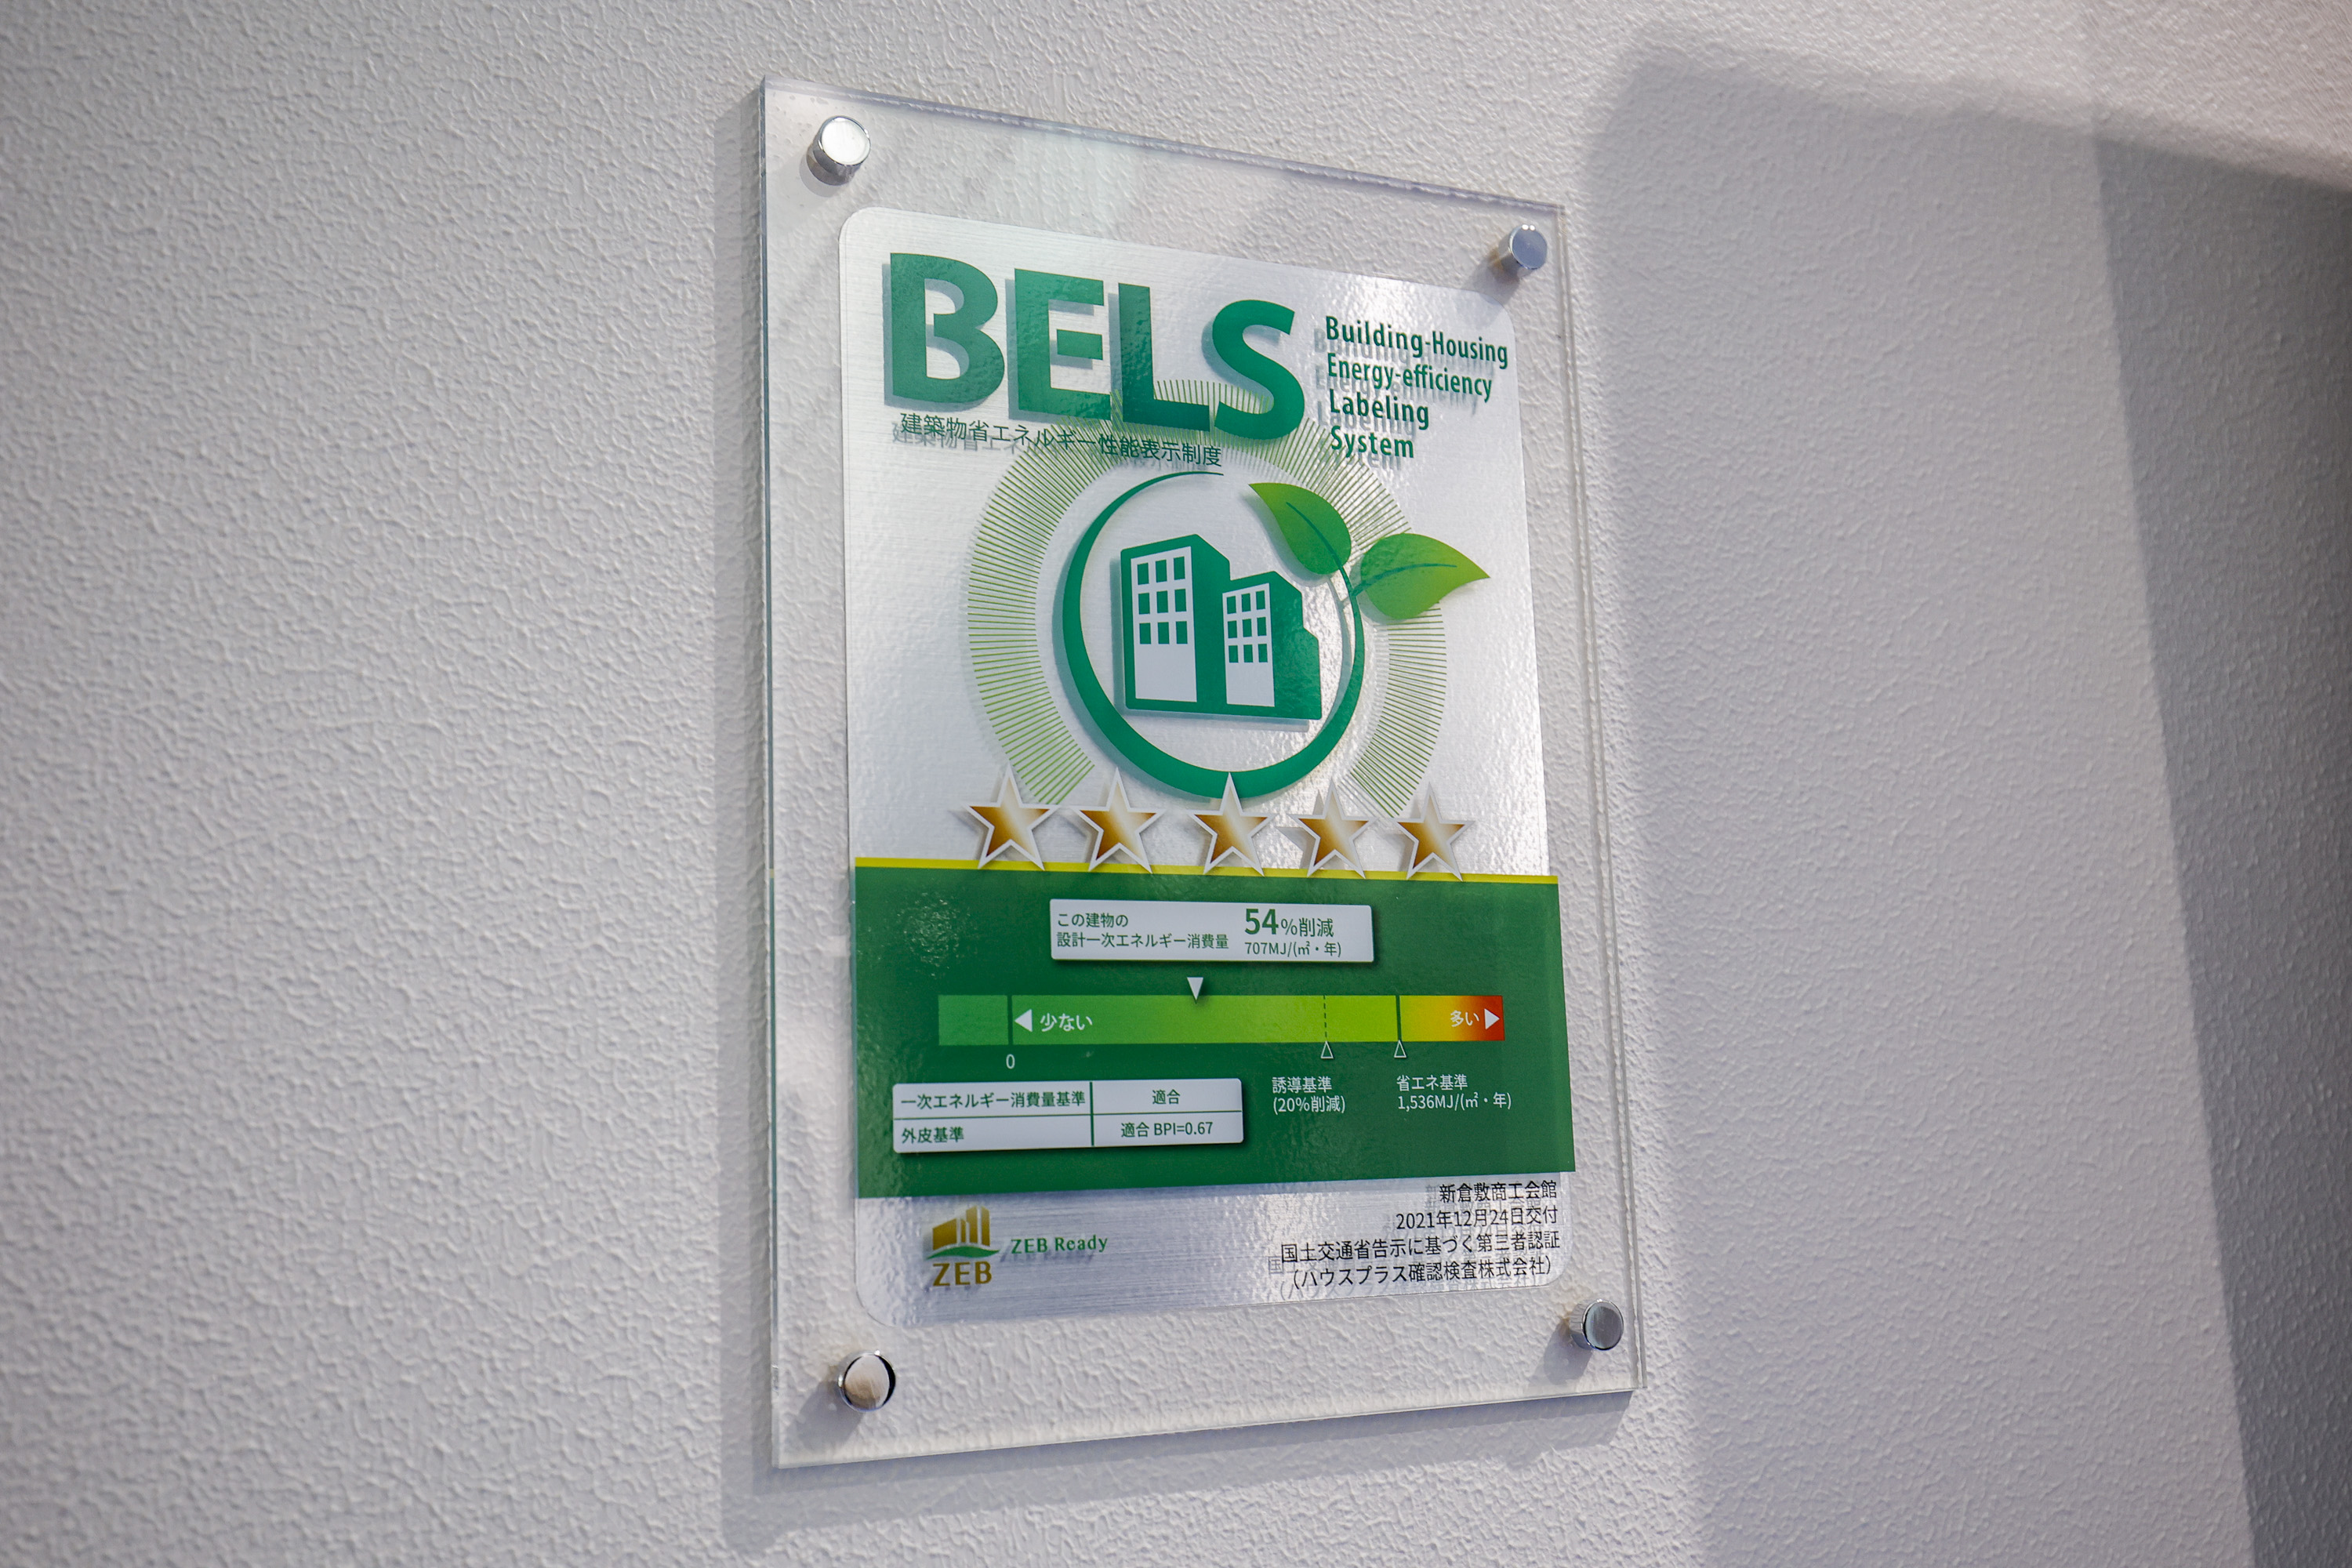 BELS
Building-Housing
Energy-efficiency
Labeling
System
建築物省エネルギー性能表示制度
この建物の
設計一次エネルギー消費量
54%削減
707MJ/(㎡・年)
少ない
多い
0
誘導基準
(20%削減)
省エネ基準
1,536MJ/(㎡・年)
一次エネルギー消費量基準 適合
外皮基準 適合 BPI=0.67
ZEB
ZEB Ready
新倉敷商工会館
2021年12月24日交付
国土交通省告示に基づく第三者認証
(ハウスプラス確認検査株式会社)